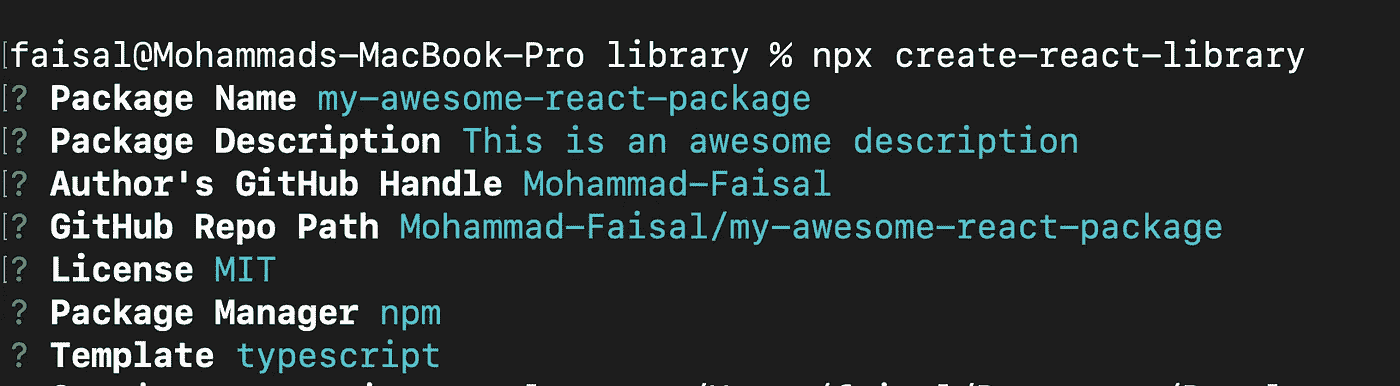 [faisal@Mohammads-MacBook-Pro library % npx create-react-library
[? Package Name my-awesome-react-package
[? Package Description This is an awesome description
[? Author's GitHub Handle Mohammad-Faisal
[? GitHub Repo Path Mohammad-Faisal/my-awesome-react-package
[? License MIT
? Package Manager npm
? Template typescript